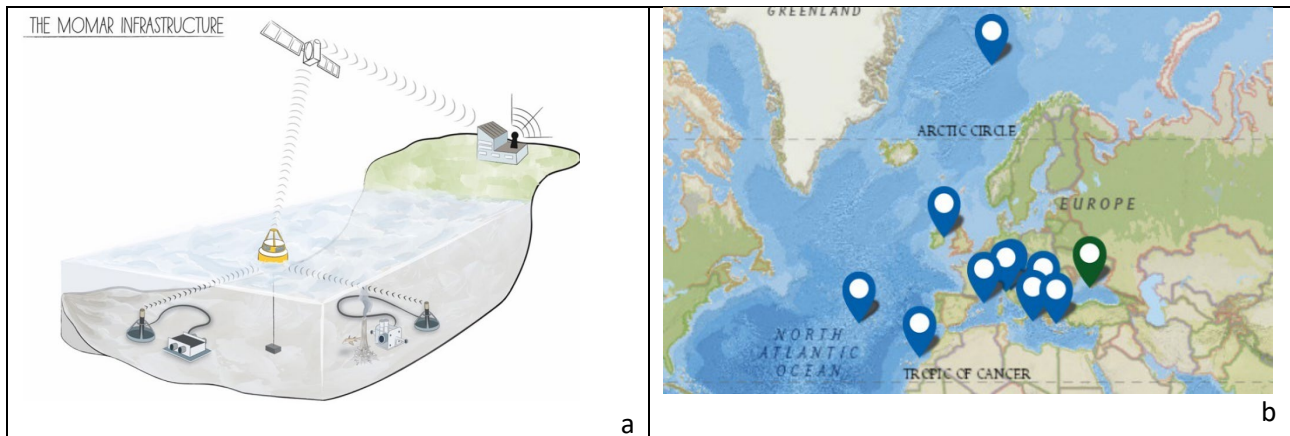 THE MOMAR INFRASTRUCTURE
a
GREENLAND
ARCTIC CIRCLE
EUROPE
NORTH
ATLANTIC
OCEAN
TROPIC OF CANCER
b